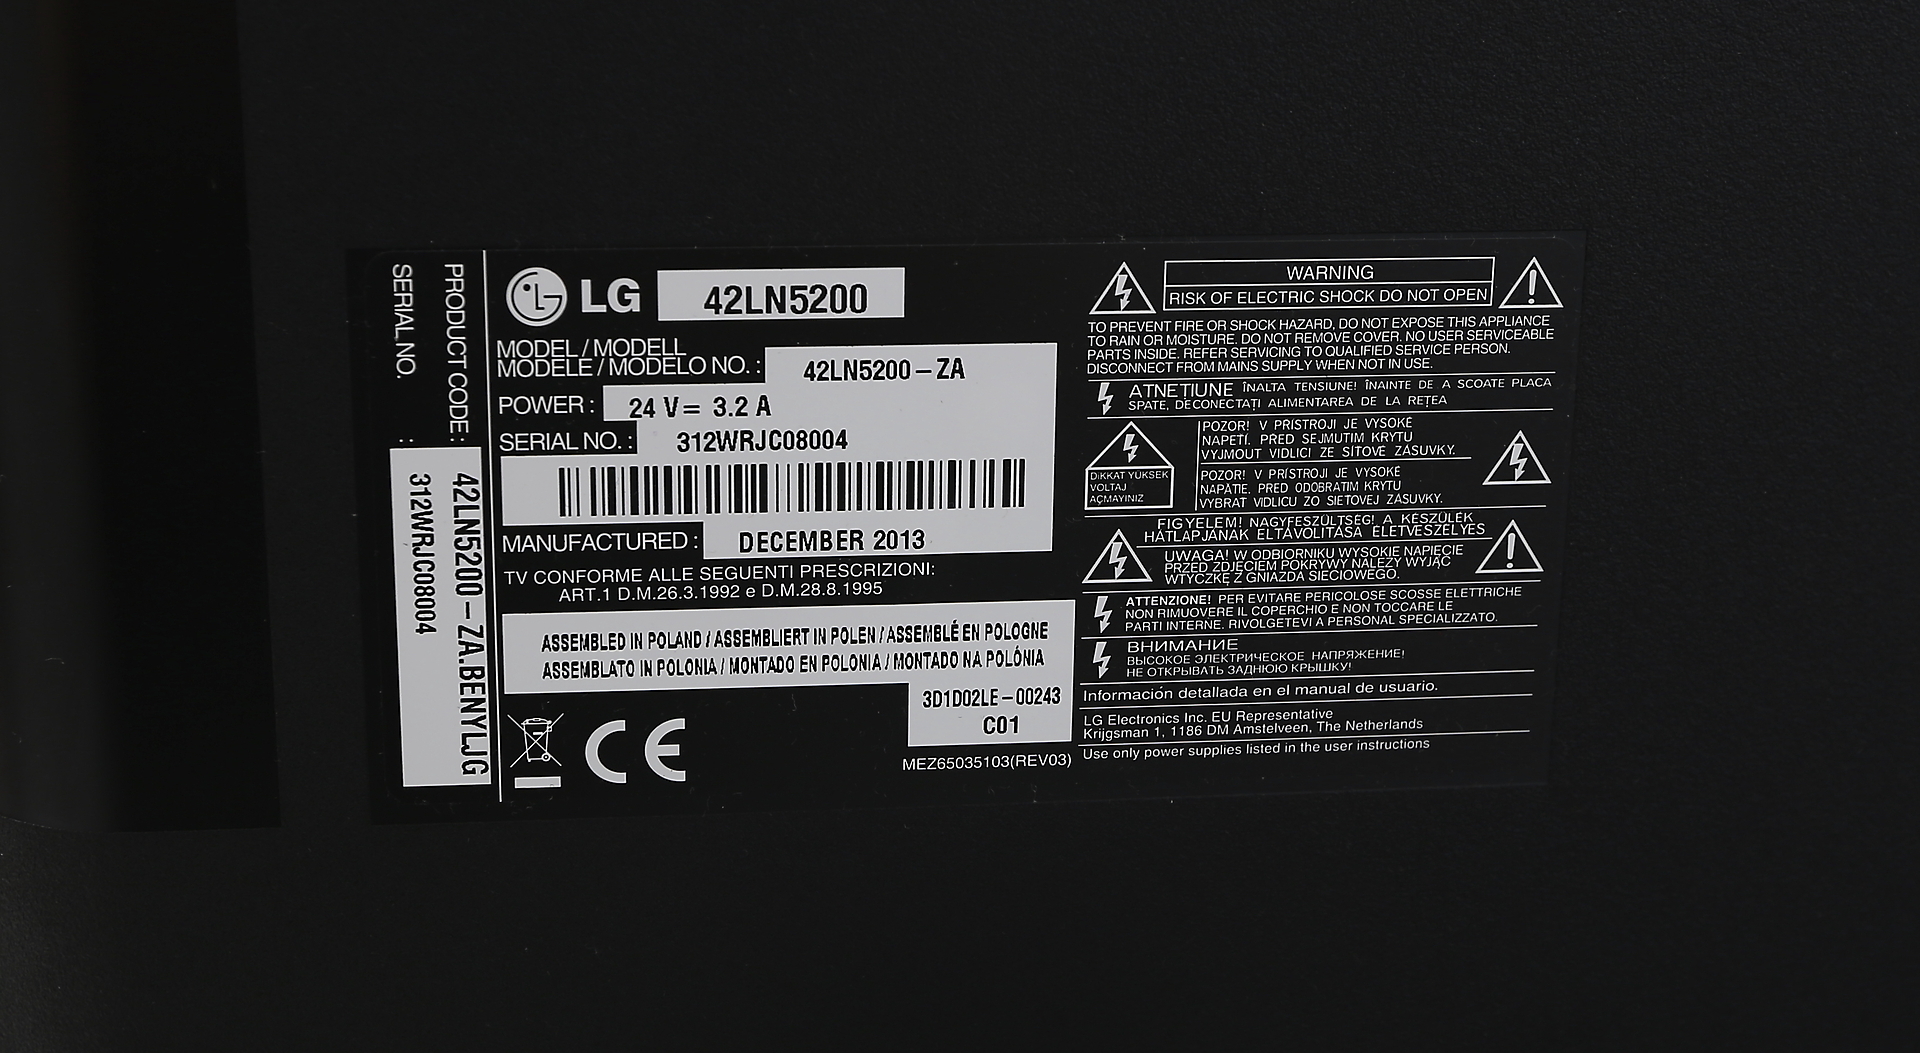 SERIAL NO. : 312WRJC08004
PRODUCT CODE : 42LN5200-ZA.BENYLJG
LG 42LN5200
MODEL / MODELL
MODELE / MODELO NO. : 42LN5200-ZA
POWER : 24 V= 3.2 A
SERIAL NO. : 312WRJC08004
MANUFACTURED : DECEMBER 2013
TV CONFORME ALLE SEGUENTI PRESCRIZIONI:
ART.1 D.M.26.3.1992 e D.M.28.8.1995
ASSEMBLED IN POLAND / ASSEMBLIERT IN POLEN / ASSEMBLÉ EN POLOGNE
ASSEMBLATO IN POLONIA / MONTADO EN POLONIA / MONTADO NA POLÓNIA
3D1D02LE-00243
C01
CE
MEZ65035103(REV03)
WARNING
RISK OF ELECTRIC SHOCK DO NOT OPEN
TO PREVENT FIRE OR SHOCK HAZARD, DO NOT EXPOSE THIS APPLIANCE
TO RAIN OR MOISTURE. DO NOT REMOVE COVER. NO USER SERVICEABLE
PARTS INSIDE. REFER SERVICING TO QUALIFIED SERVICE PERSON.
DISCONNECT FROM MAINS SUPPLY WHEN NOT IN USE.
ATNEŢIUNE ÎNALTA TENSIUNE! ÎNAINTE DE A SCOATE PLACA
SPATE, DECONECTAŢI ALIMENTAREA DE LA REŢEA
DİKKAT YÜKSEK
VOLTAJ
AÇMAYINIZ
POZOR! V PŘÍSTROJI JE VYSOKÉ
NAPĚTÍ. PŘED SEJMUTÍM KRYTU
VYJMOUT VIDLICI ZE SÍŤOVÉ ZÁSUVKY.
POZOR! V PRÍSTROJI JE VYSOKÉ
NAPÄTIE. PRED ODOBRATÍM KRYTU
VYBRAŤ VIDLICU ZO SIEŤOVEJ ZÁSUVKY.
FIGYELEM! NAGYFESZÜLTSÉG! A KÉSZÜLÉK
HÁTLAPJÁNAK ELTÁVOLÍTÁSA ÉLETVESZÉLYES
UWAGA! W ODBIORNIKU WYSOKIE NAPIĘCIE
PRZED ZDJĘCIEM POKRYWY NALEŻY WYJĄĆ
WTYCZKĘ Z GNIAZDA SIECIOWEGO.
ATTENZIONE! PER EVITARE PERICOLOSE SCOSSE ELETTRICHE
NON RIMUOVERE IL COPERCHIO E NON TOCCARE LE
PARTI INTERNE. RIVOLGETEVI A PERSONAL SPECIALIZZATO.
ВНИМАНИЕ
ВЫСОКОЕ ЭЛЕКТРИЧЕСКОЕ НАПРЯЖЕНИЕ!
НЕ ОТКРЫВАТЬ ЗАДНЮЮ КРЫШКУ!
Información detallada en el manual de usuario.
LG Electronics Inc. EU Representative
Krijgsman 1, 1186 DM Amstelveen, The Netherlands
Use only power supplies listed in the user instructions